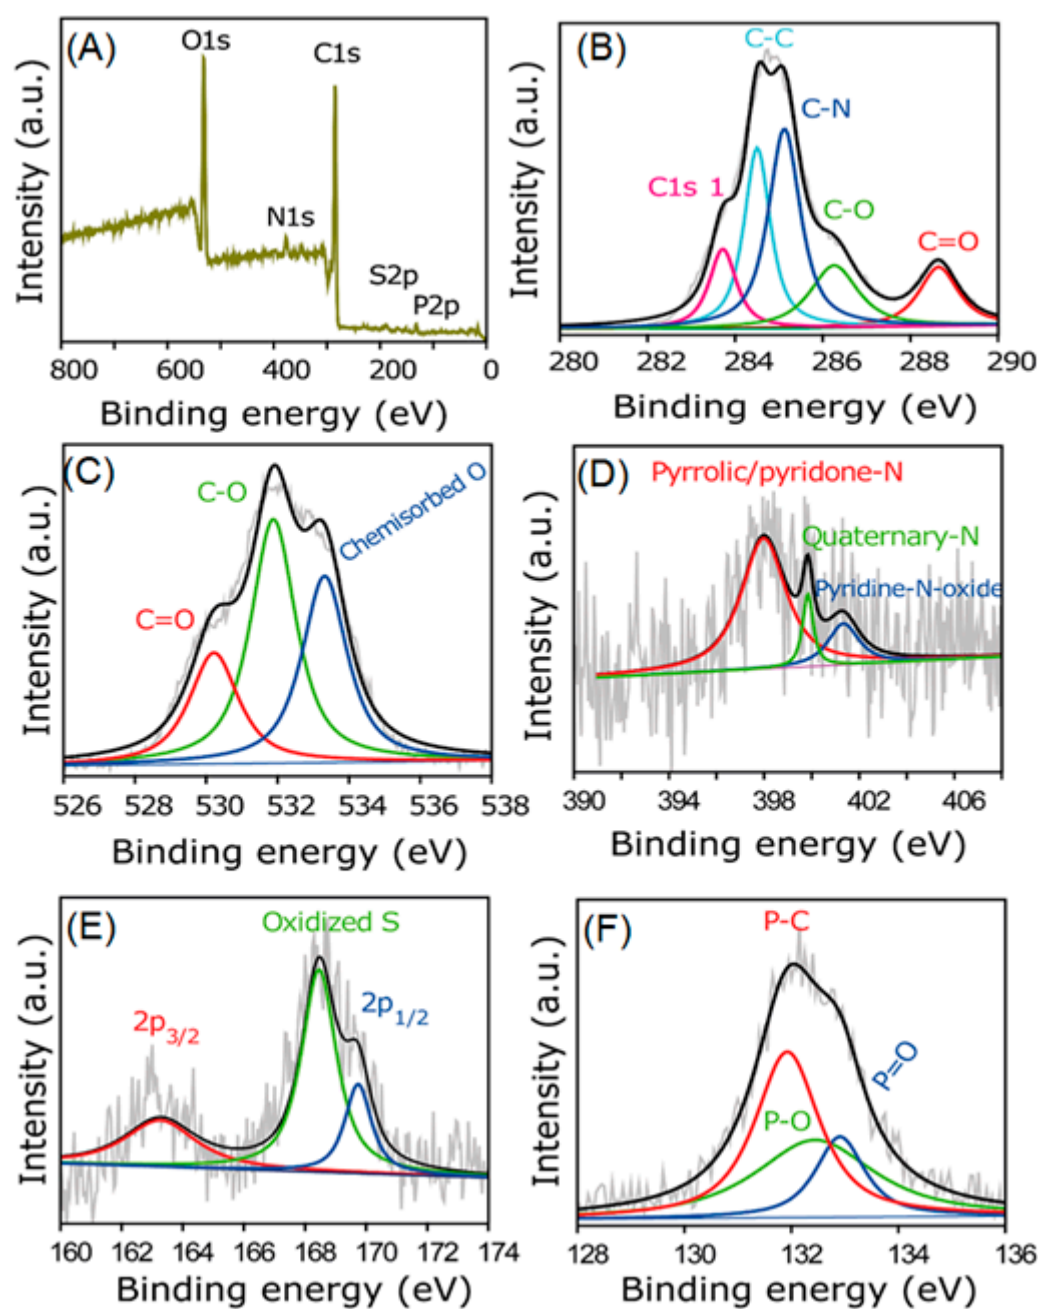 (A)
O1s
C1s
N1s
S2p
P2p
Intensity (a.u.)
800 600 400 200 0
Binding energy (eV)
(B)
C-C
C-N
C1s 1
C-O
C=O
Intensity (a.u.)
280 282 284 286 288 290
Binding energy (eV)
(C)
C-O
Chemisorbed O
C=O
Intensity (a.u.)
526 528 530 532 534 536 538
Binding energy (eV)
(D)
Pyrrolic/pyridone-N
Quaternary-N
Pyridine-N-oxide
Intensity (a.u.)
390 394 398 402 406
Binding energy (eV)
(E)
Oxidized S
2p3/2
2p1/2
Intensity (a.u.)
160 162 164 166 168 170 172 174
Binding energy (eV)
(F)
P-C
P=O
P-O
Intensity (a.u.)
128 130 132 134 136
Binding energy (eV)